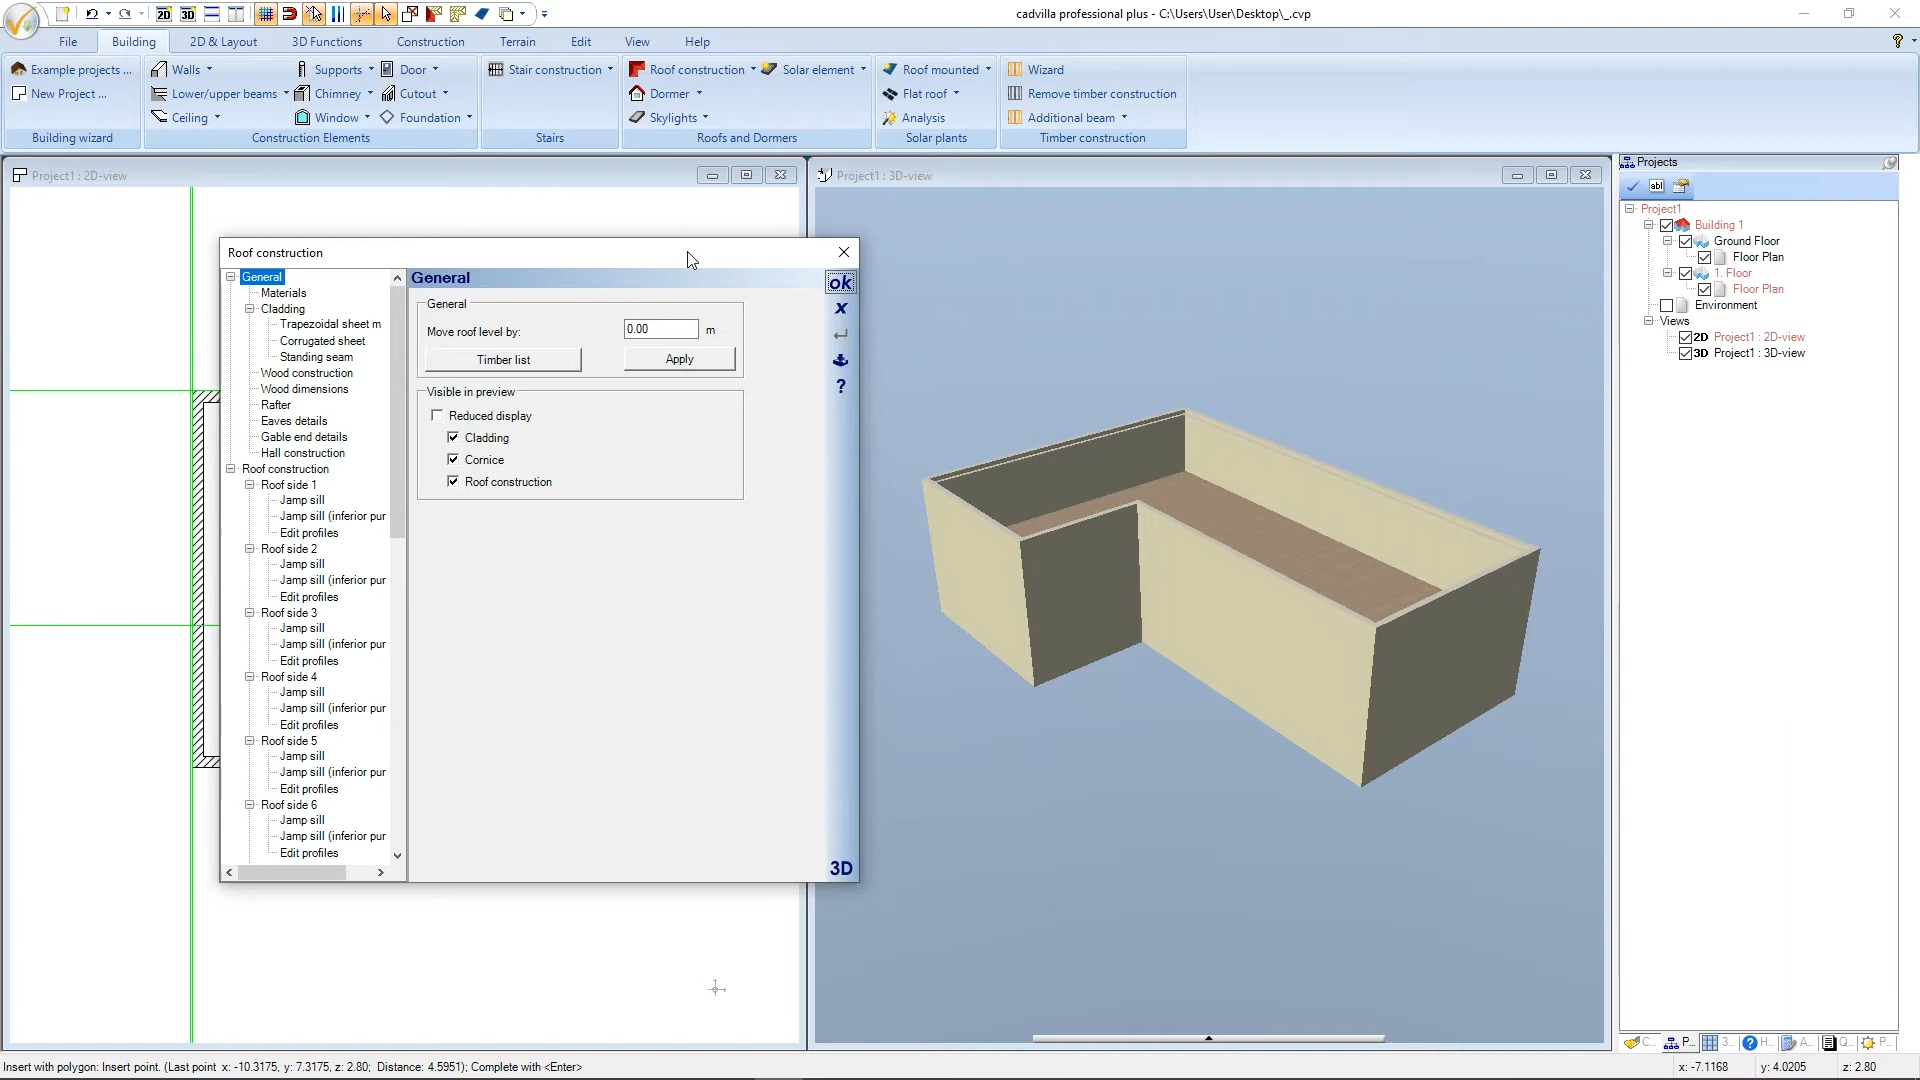 2D 3D
cadvilla professional plus - C:\Users\User\Desktop\_.cvp
File Building 2D & Layout 3D Functions Construction Terrain Edit View Help
?
Example projects ... Walls Supports Door Stair construction Roof construction Solar element Roof mounted Wizard
New Project ... Lower/upper beams Chimney Cutout Dormer Flat roof Remove timber construction
Ceiling Window Foundation Skylights Analysis Additional beam
Building wizard Construction Elements Stairs Roofs and Dormers Solar plants Timber construction
Project1 : 2D-view
Project1 : 3D-view
Projects
abl
Project1
Building 1
Ground Floor
Floor Plan
1. Floor
Floor Plan
Environment
Views
2D Project1 : 2D-view
3D Project1 : 3D-view
Roof construction
General
Materials
Cladding
Trapezoidal sheet m
Corrugated sheet
Standing seam
Wood construction
Wood dimensions
Rafter
Eaves details
Gable end details
Hall construction
Roof construction
Roof side 1
Jamp sill
Jamp sill (inferior pur
Edit profiles
Roof side 2
Jamp sill
Jamp sill (inferior pur
Edit profiles
Roof side 3
Jamp sill
Jamp sill (inferior pur
Edit profiles
Roof side 4
Jamp sill
Jamp sill (inferior pur
Edit profiles
Roof side 5
Jamp sill
Jamp sill (inferior pur
Edit profiles
Roof side 6
Jamp sill
Jamp sill (inferior pur
Edit profiles
General
General
Move roof level by: 0.00 m
Timber list Apply
Visible in preview
Reduced display
Cladding
Cornice
Roof construction
ok
x
?
3D
C... P... 3... H... A... Q... P...
Insert with polygon: Insert point. (Last point x: -10.3175, y: 7.3175, z: 2.80; Distance: 4.5951); Complete with <Enter>
x: -7.1168 y: 4.0205 z: 2.80